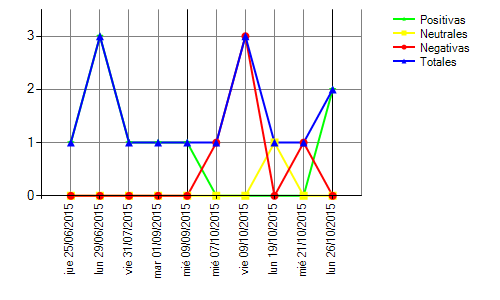 Positivas
Neutrales
Negativas
Totales
3
2
1
0
jue 25/06/2015
lun 29/06/2015
vie 31/07/2015
mar 01/09/2015
mié 09/09/2015
mié 07/10/2015
vie 09/10/2015
lun 19/10/2015
mié 21/10/2015
lun 26/10/2015